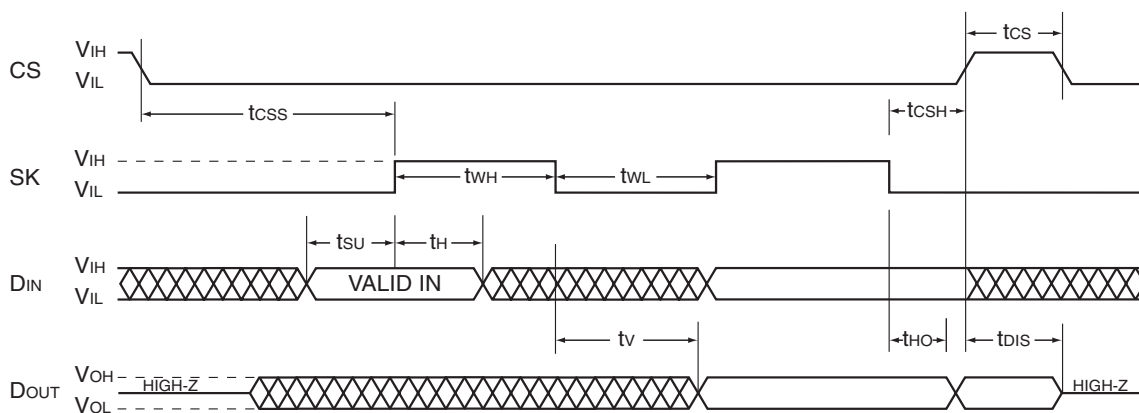 tCS
VIH
CS
VIL
tCSS
tCSH
VIH
SK
VIL
tWH
tWL
tSU
tH
VIH
DIN
VIL
VALID IN
tV
tHO
tDIS
VOH
DOUT
HIGH-Z
HIGH-Z
VOL